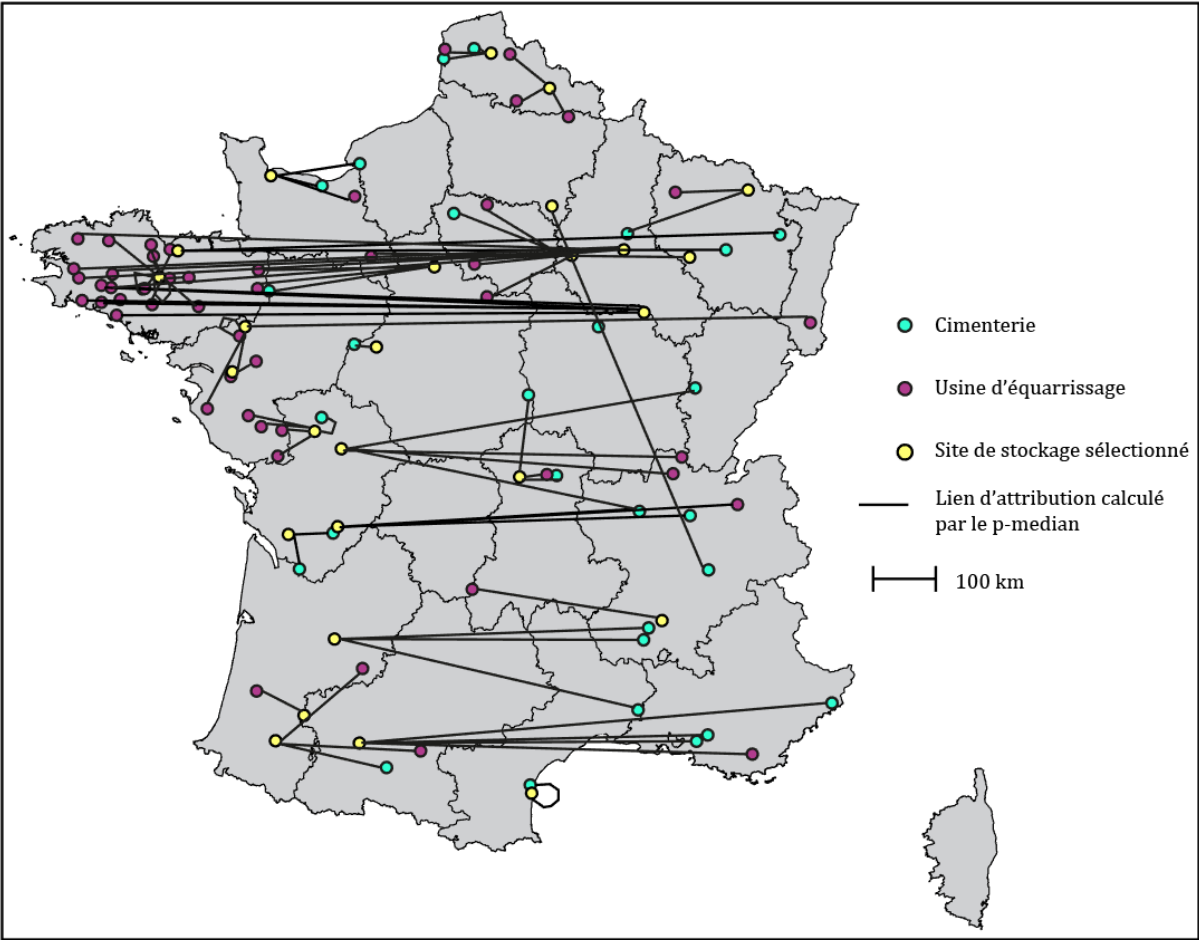 Cimenterie
Usine d'équarrissage
Site de stockage sélectionné
Lien d'attribution calculé
par le p-median
100 km